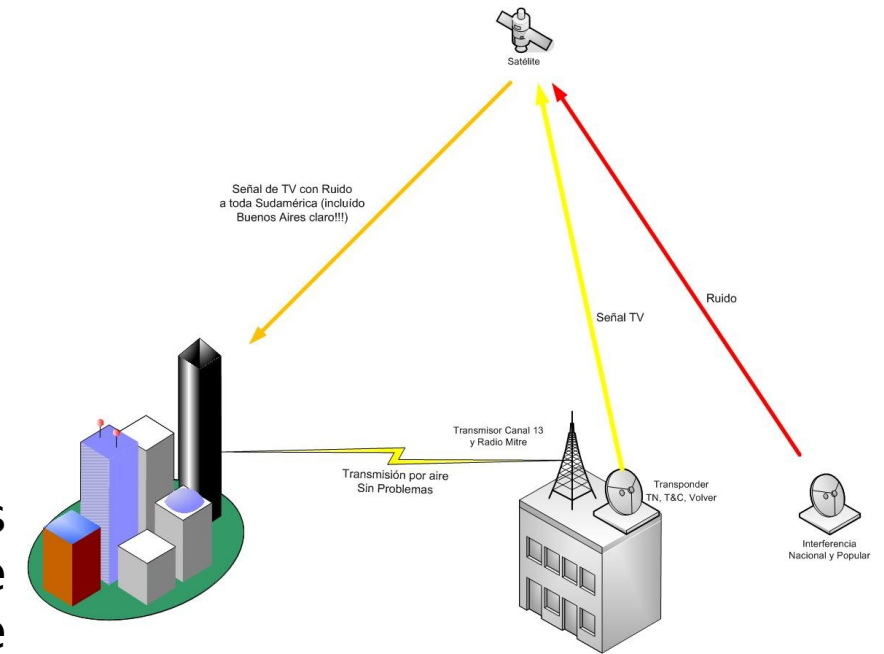 Satélite
Señal de TV con Ruido
a toda Sudamérica (incluído
Buenos Aires claro!!!)
Ruido
Señal TV
Transmisor Canal 13
y Radio Mitre
Transmisión por aire
Sin Problemas
Transponder
TN, T&C, Volver
Interferencia
Nacional y Popular
s
e
e